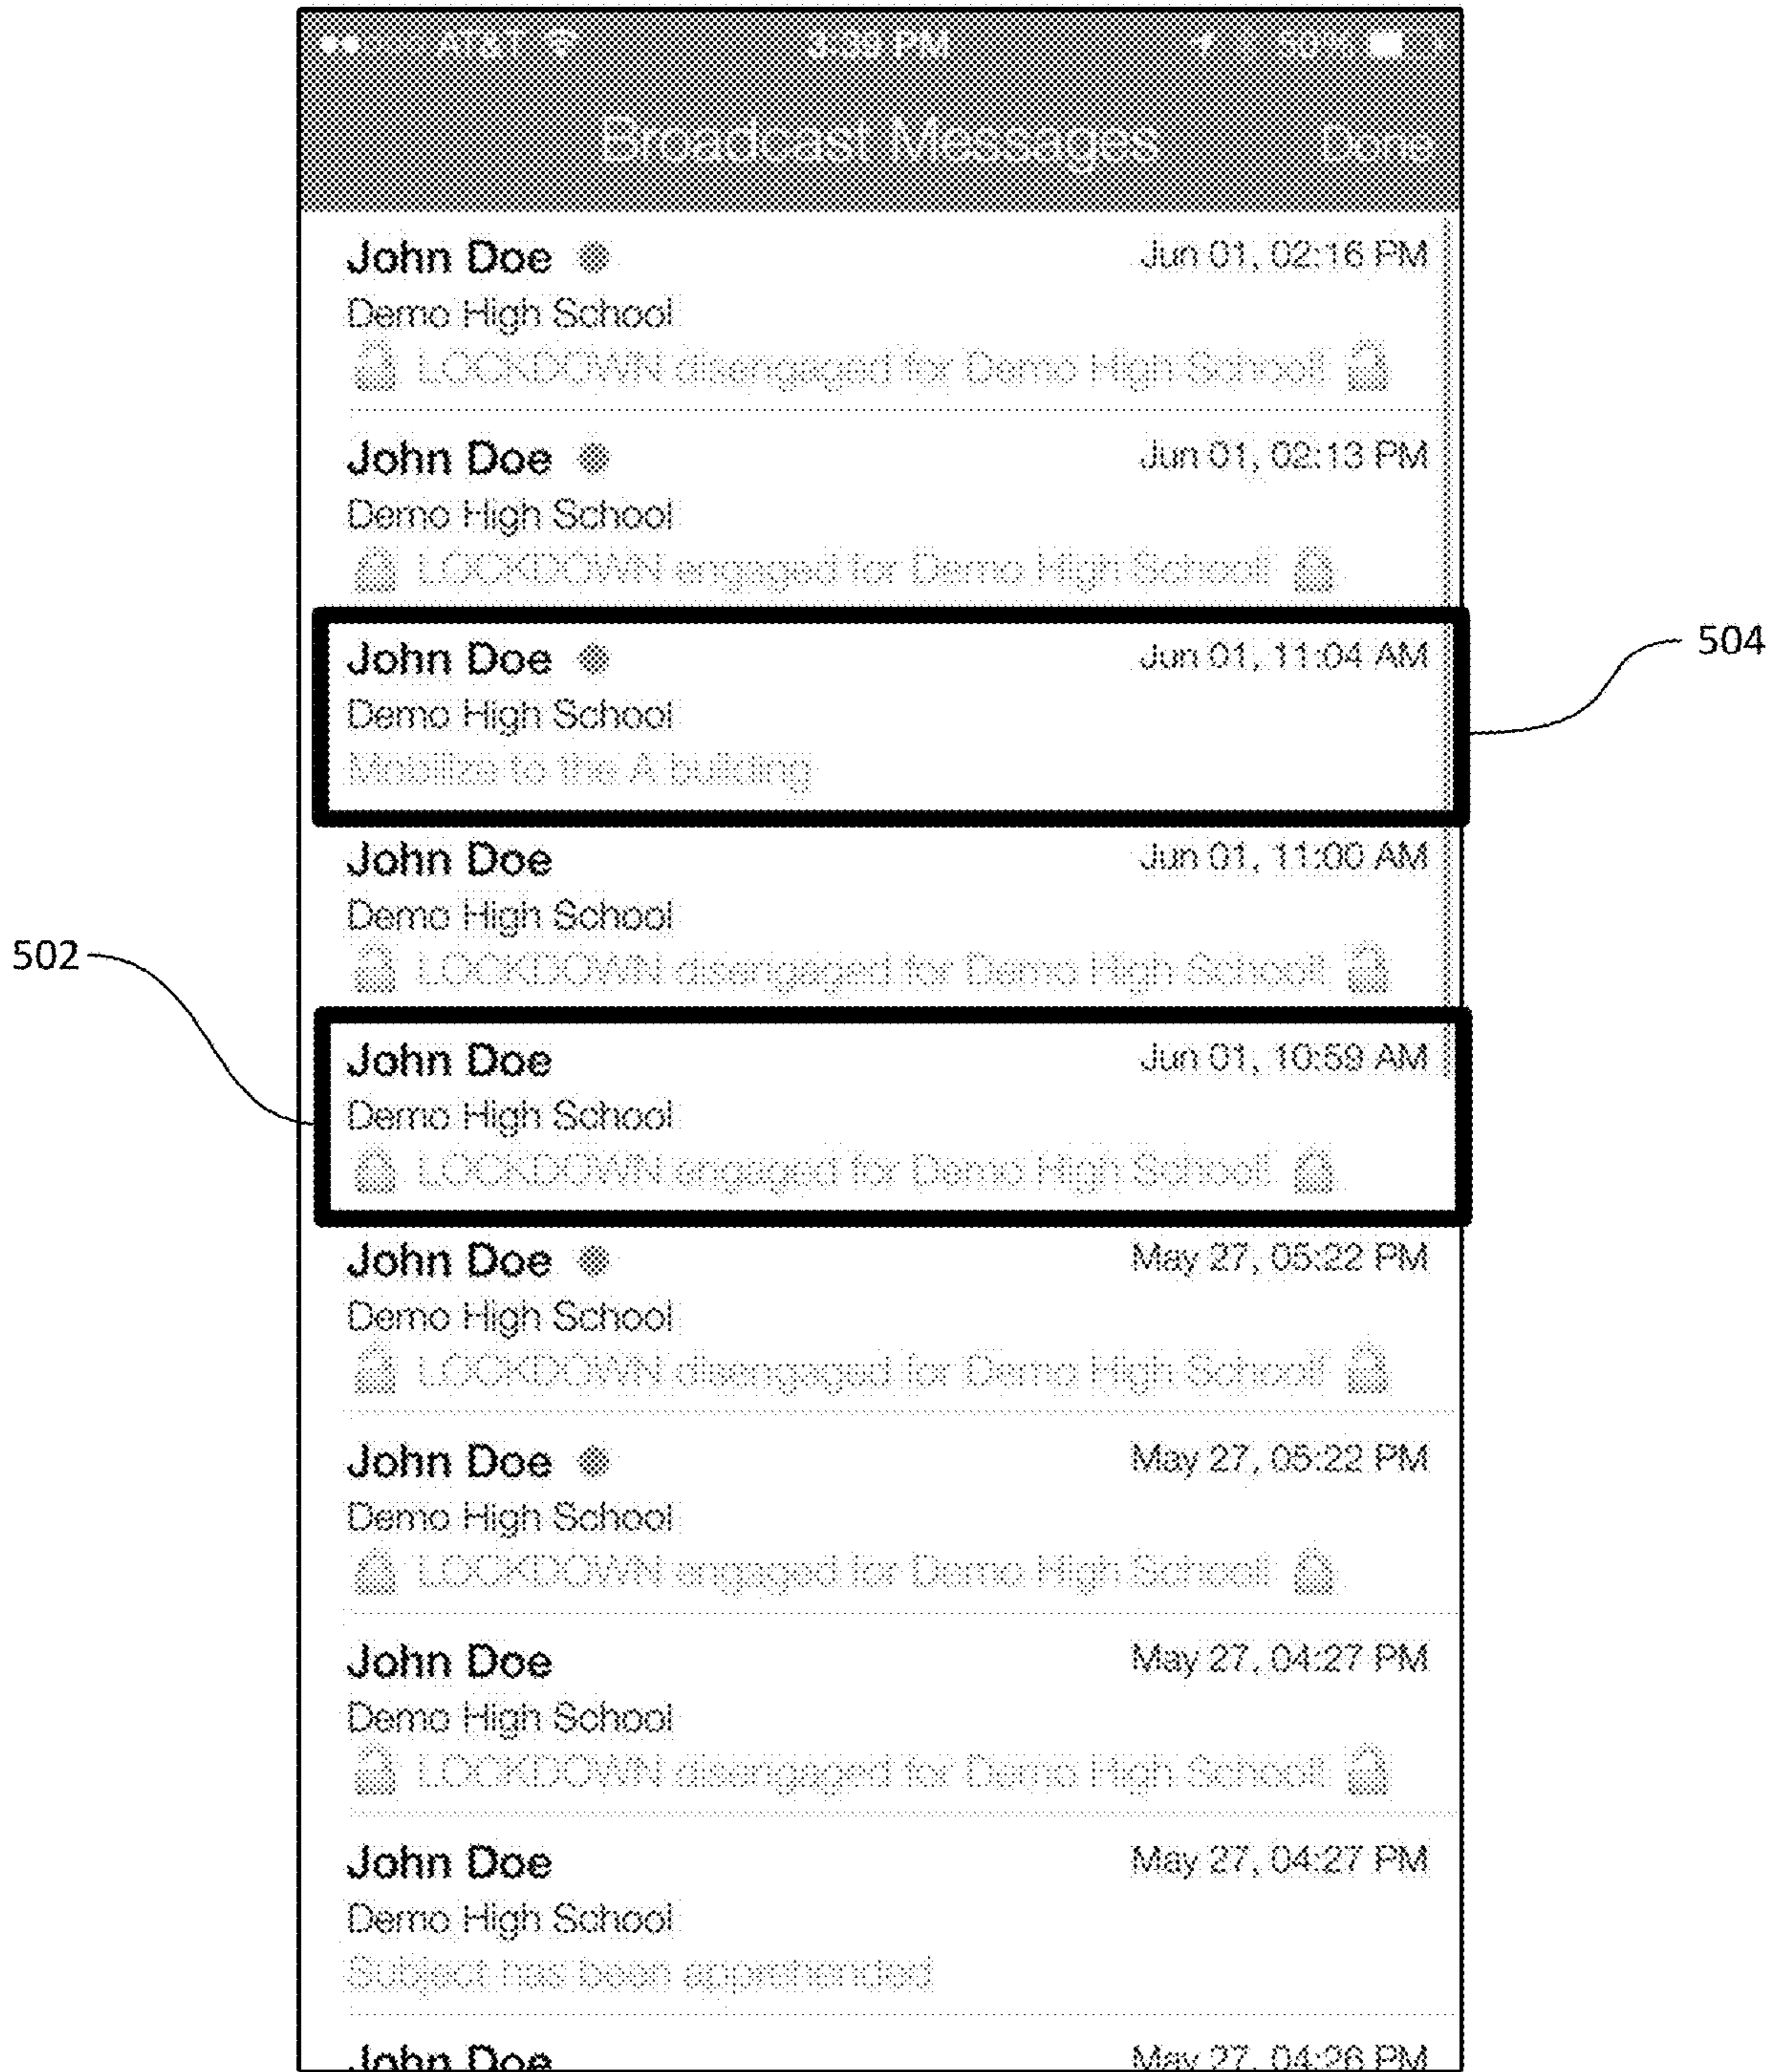 AT&T 3:39 PM 50%
Broadcast Messages Done
John Doe Jun 01, 02:16 PM
Demo High School
LOCKDOWN disengaged for Demo High School!
John Doe Jun 01, 02:13 PM
Demo High School
LOCKDOWN engaged for Demo High School!
John Doe Jun 01, 11:04 AM
504
Demo High School
Mobilize to the A building
John Doe Jun 01, 11:00 AM
Demo High School
502
LOCKDOWN disengaged for Demo High School!
John Doe Jun 01, 10:59 AM
Demo High School
LOCKDOWN engaged for Demo High School!
John Doe May 27, 05:22 PM
Demo High School
LOCKDOWN disengaged for Demo High School!
John Doe May 27, 05:22 PM
Demo High School
LOCKDOWN engaged for Demo High School!
John Doe May 27, 04:27 PM
Demo High School
LOCKDOWN disengaged for Demo High School!
John Doe May 27, 04:27 PM
Demo High School
Subject has been apprehended
John Doe May 27, 04:26 PM